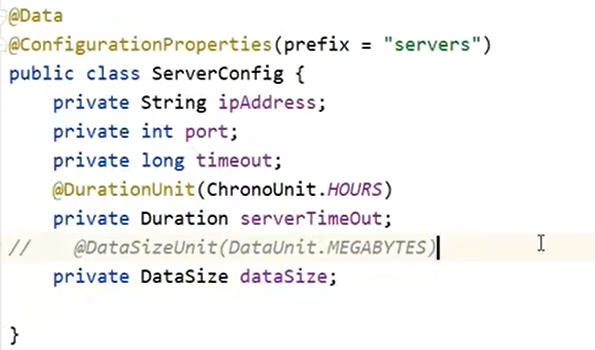 @Data
@ConfigurationProperties(prefix = "servers")
public class ServerConfig {
    private String ipAddress;
    private int port;
    private long timeout;
    @DurationUnit(ChronoUnit.HOURS)
    private Duration serverTimeOut;
//    @DataSizeUnit(DataUnit.MEGABYTES)
    private DataSize dataSize;
}